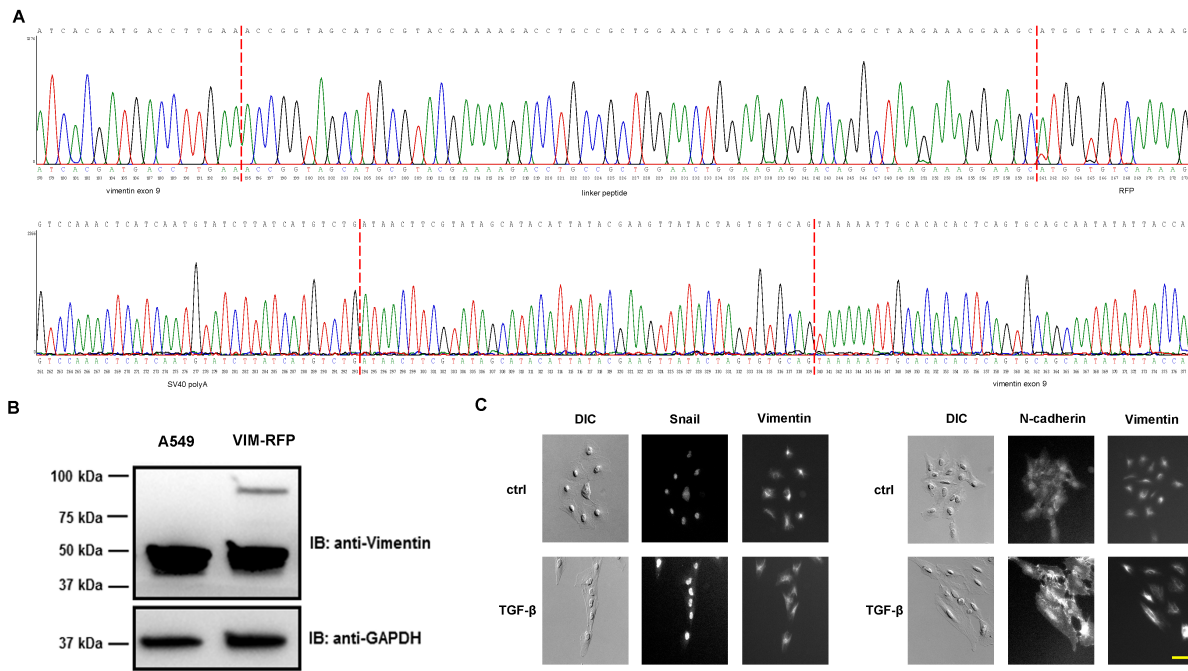 A
A T C A C G A T G A C C T T G A A A C C G G T A G C A T G C G T A C G A A A A G A C C T G C C G C T G G A A C T G G A A G A G G A C A G G C T A A G A A A G G A A G C A T G G T G T C A A A A G
A T C A C G A T G A C C T T G A A A C C G G T A G C A T G C G T A C G A A A A G A C C T G C C G C T G G A A C T G G A A G A G G A C A G G C T A A G A A A G G A A G C A T G G T G T C A A A A G
vimentin exon 9 linker peptide RFP
G T C C A A A C T C A T C A A T G T A T C T T A T C A T G T C T G A T A A C T T C G T A T A G C A T A C A T T A T A C G A A G T T A T A C T A G T G T G T G C A G T A A A A A T T G C A C A C A C T C A G T G C A G C A A T A T A T T A C C A
G T C C A A A C T C A T C A A T G T A T C T T A T C A T G T C T G A T A A C T T C G T A T A G C A T A C A T T A T A C G A A G T T A T A C T A G T G T G T G C A G T A A A A A T T G C A C A C A C T C A G T G C A G C A A T A T A T T A C C A
SV40 polyA vimentin exon 9
B
A549 VIM-RFP
100 kDa
75 kDa
50 kDa
37 kDa
IB: anti-Vimentin
37 kDa
IB: anti-GAPDH
C
DIC Snail Vimentin DIC N-cadherin Vimentin
ctrl ctrl
TGF-β TGF-β